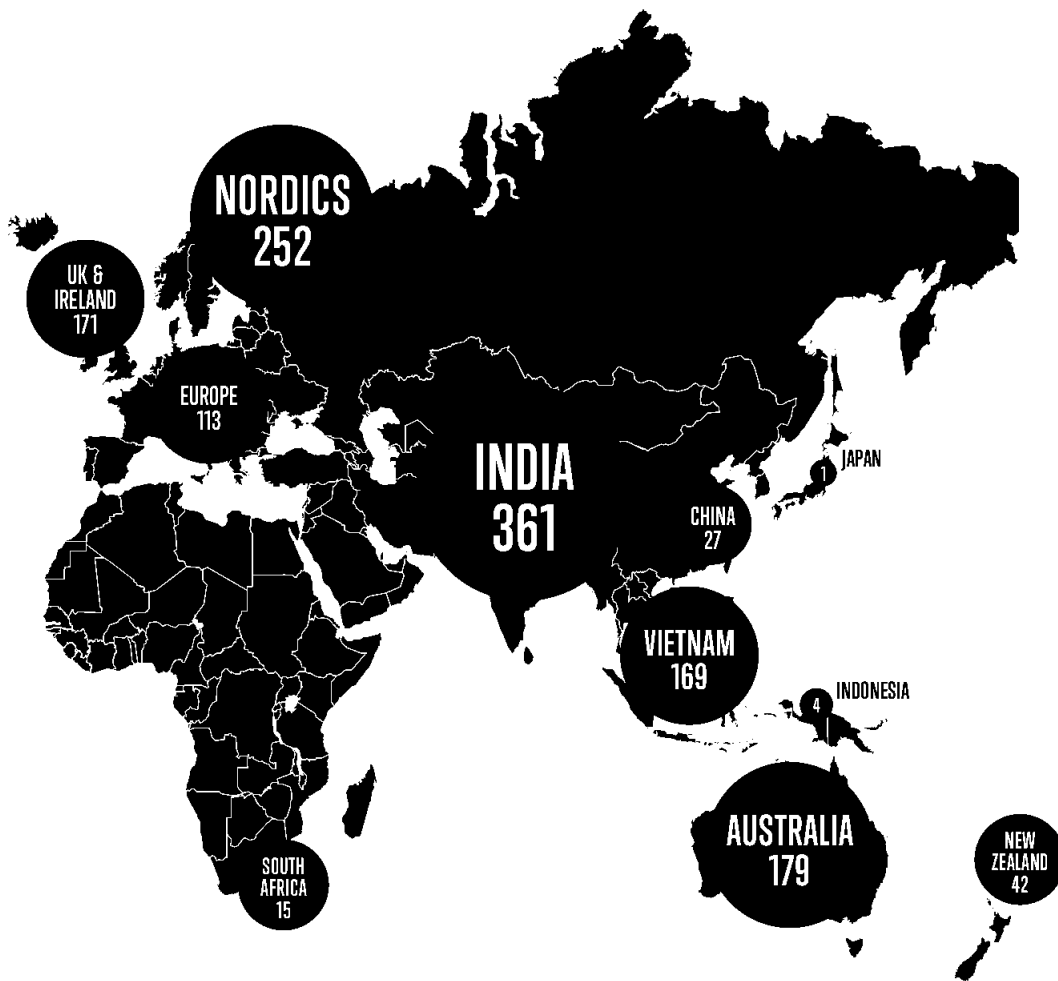 NORDICS
252
UK &
IRELAND
171
EUROPE
113
INDIA
361
1
JAPAN
CHINA
27
VIETNAM
169
4
INDONESIA
AUSTRALIA
179
SOUTH
AFRICA
15
NEW
ZEALAND
42